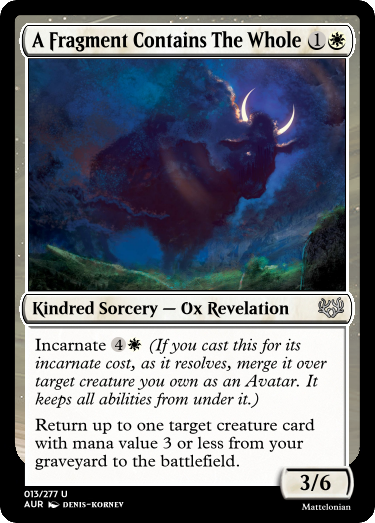 A Fragment Contains The Whole 1
Kindred Sorcery — Ox Revelation
Incarnate 4 (If you cast this for its
incarnate cost, as it resolves, merge it over
target creature you own as an Avatar. It
keeps all abilities from under it.)
Return up to one target creature card
with mana value 3 or less from your
graveyard to the battlefield.
3/6
013/277 U
AUR DENIS-KORNEV
Mattelonian